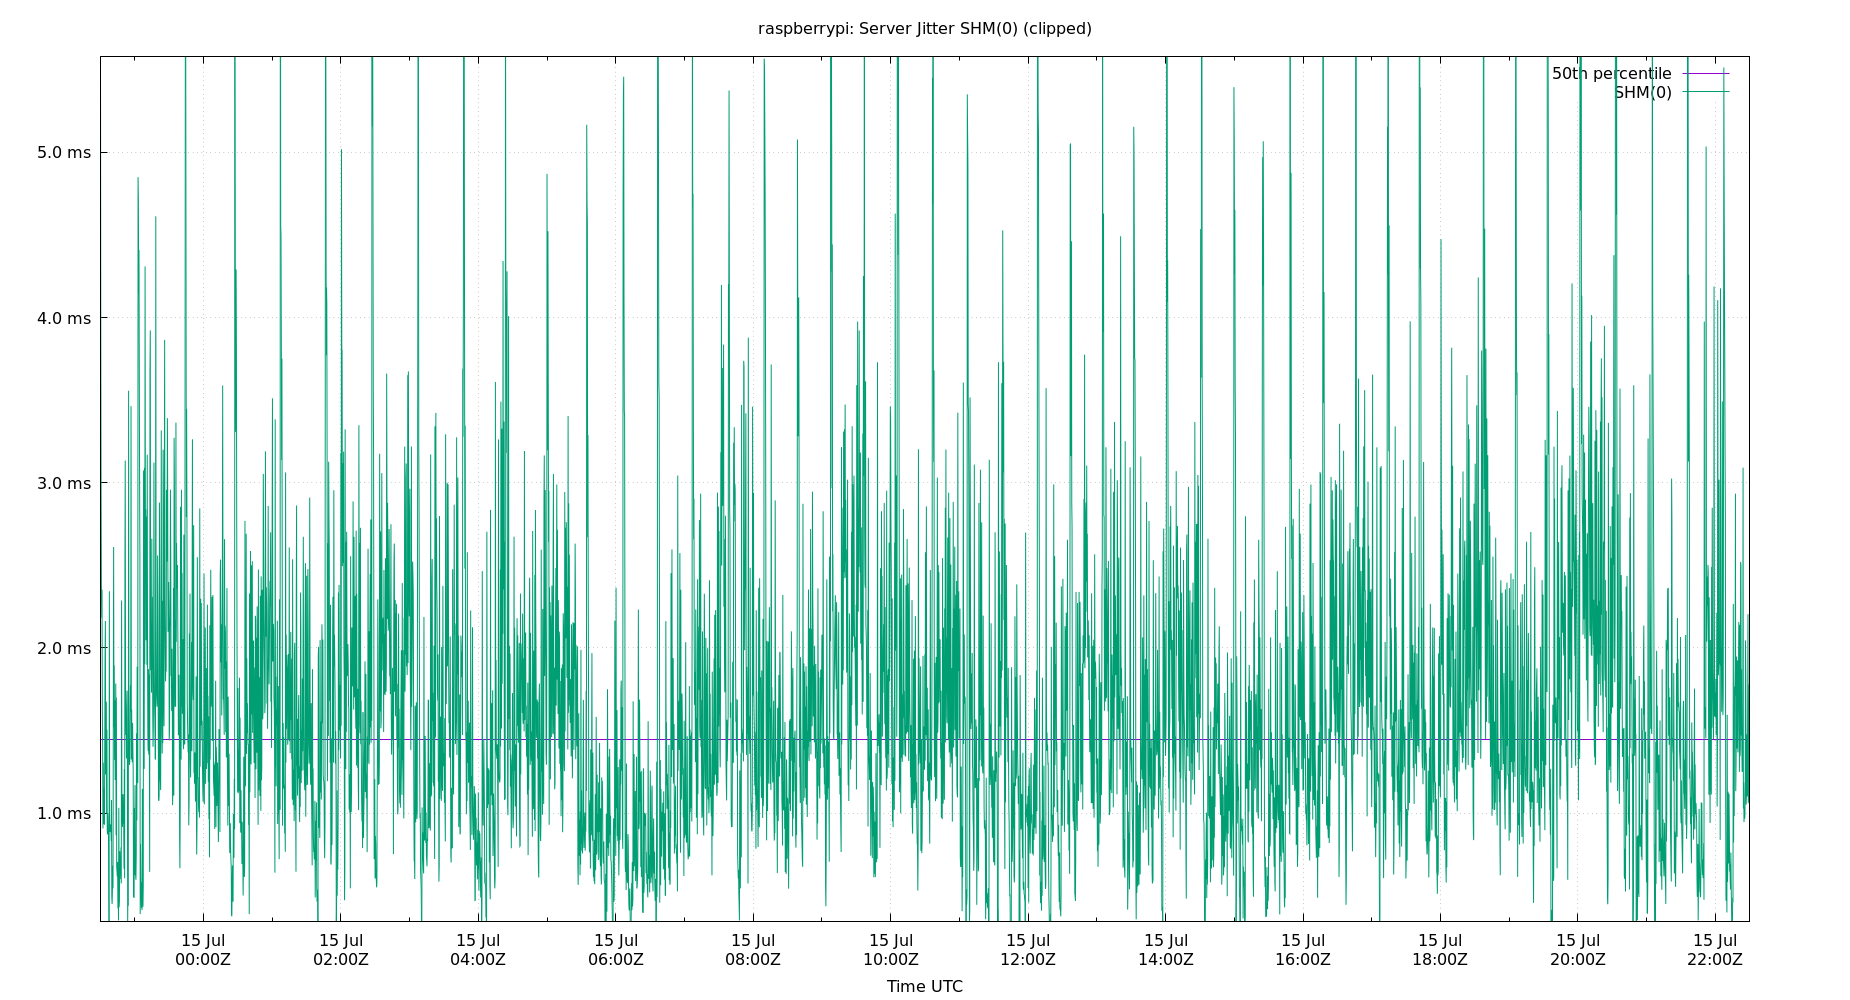 raspberrypi: Server Jitter SHM(0) (clipped)
50th percentile
SHM(0)
5.0 ms
4.0 ms
3.0 ms
2.0 ms
1.0 ms
15 Jul 15 Jul 15 Jul 15 Jul 15 Jul 15 Jul 15 Jul 15 Jul 15 Jul 15 Jul 15 Jul 15 Jul
00:00Z 02:00Z 04:00Z 06:00Z 08:00Z 10:00Z 12:00Z 14:00Z 16:00Z 18:00Z 20:00Z 22:00Z
Time UTC